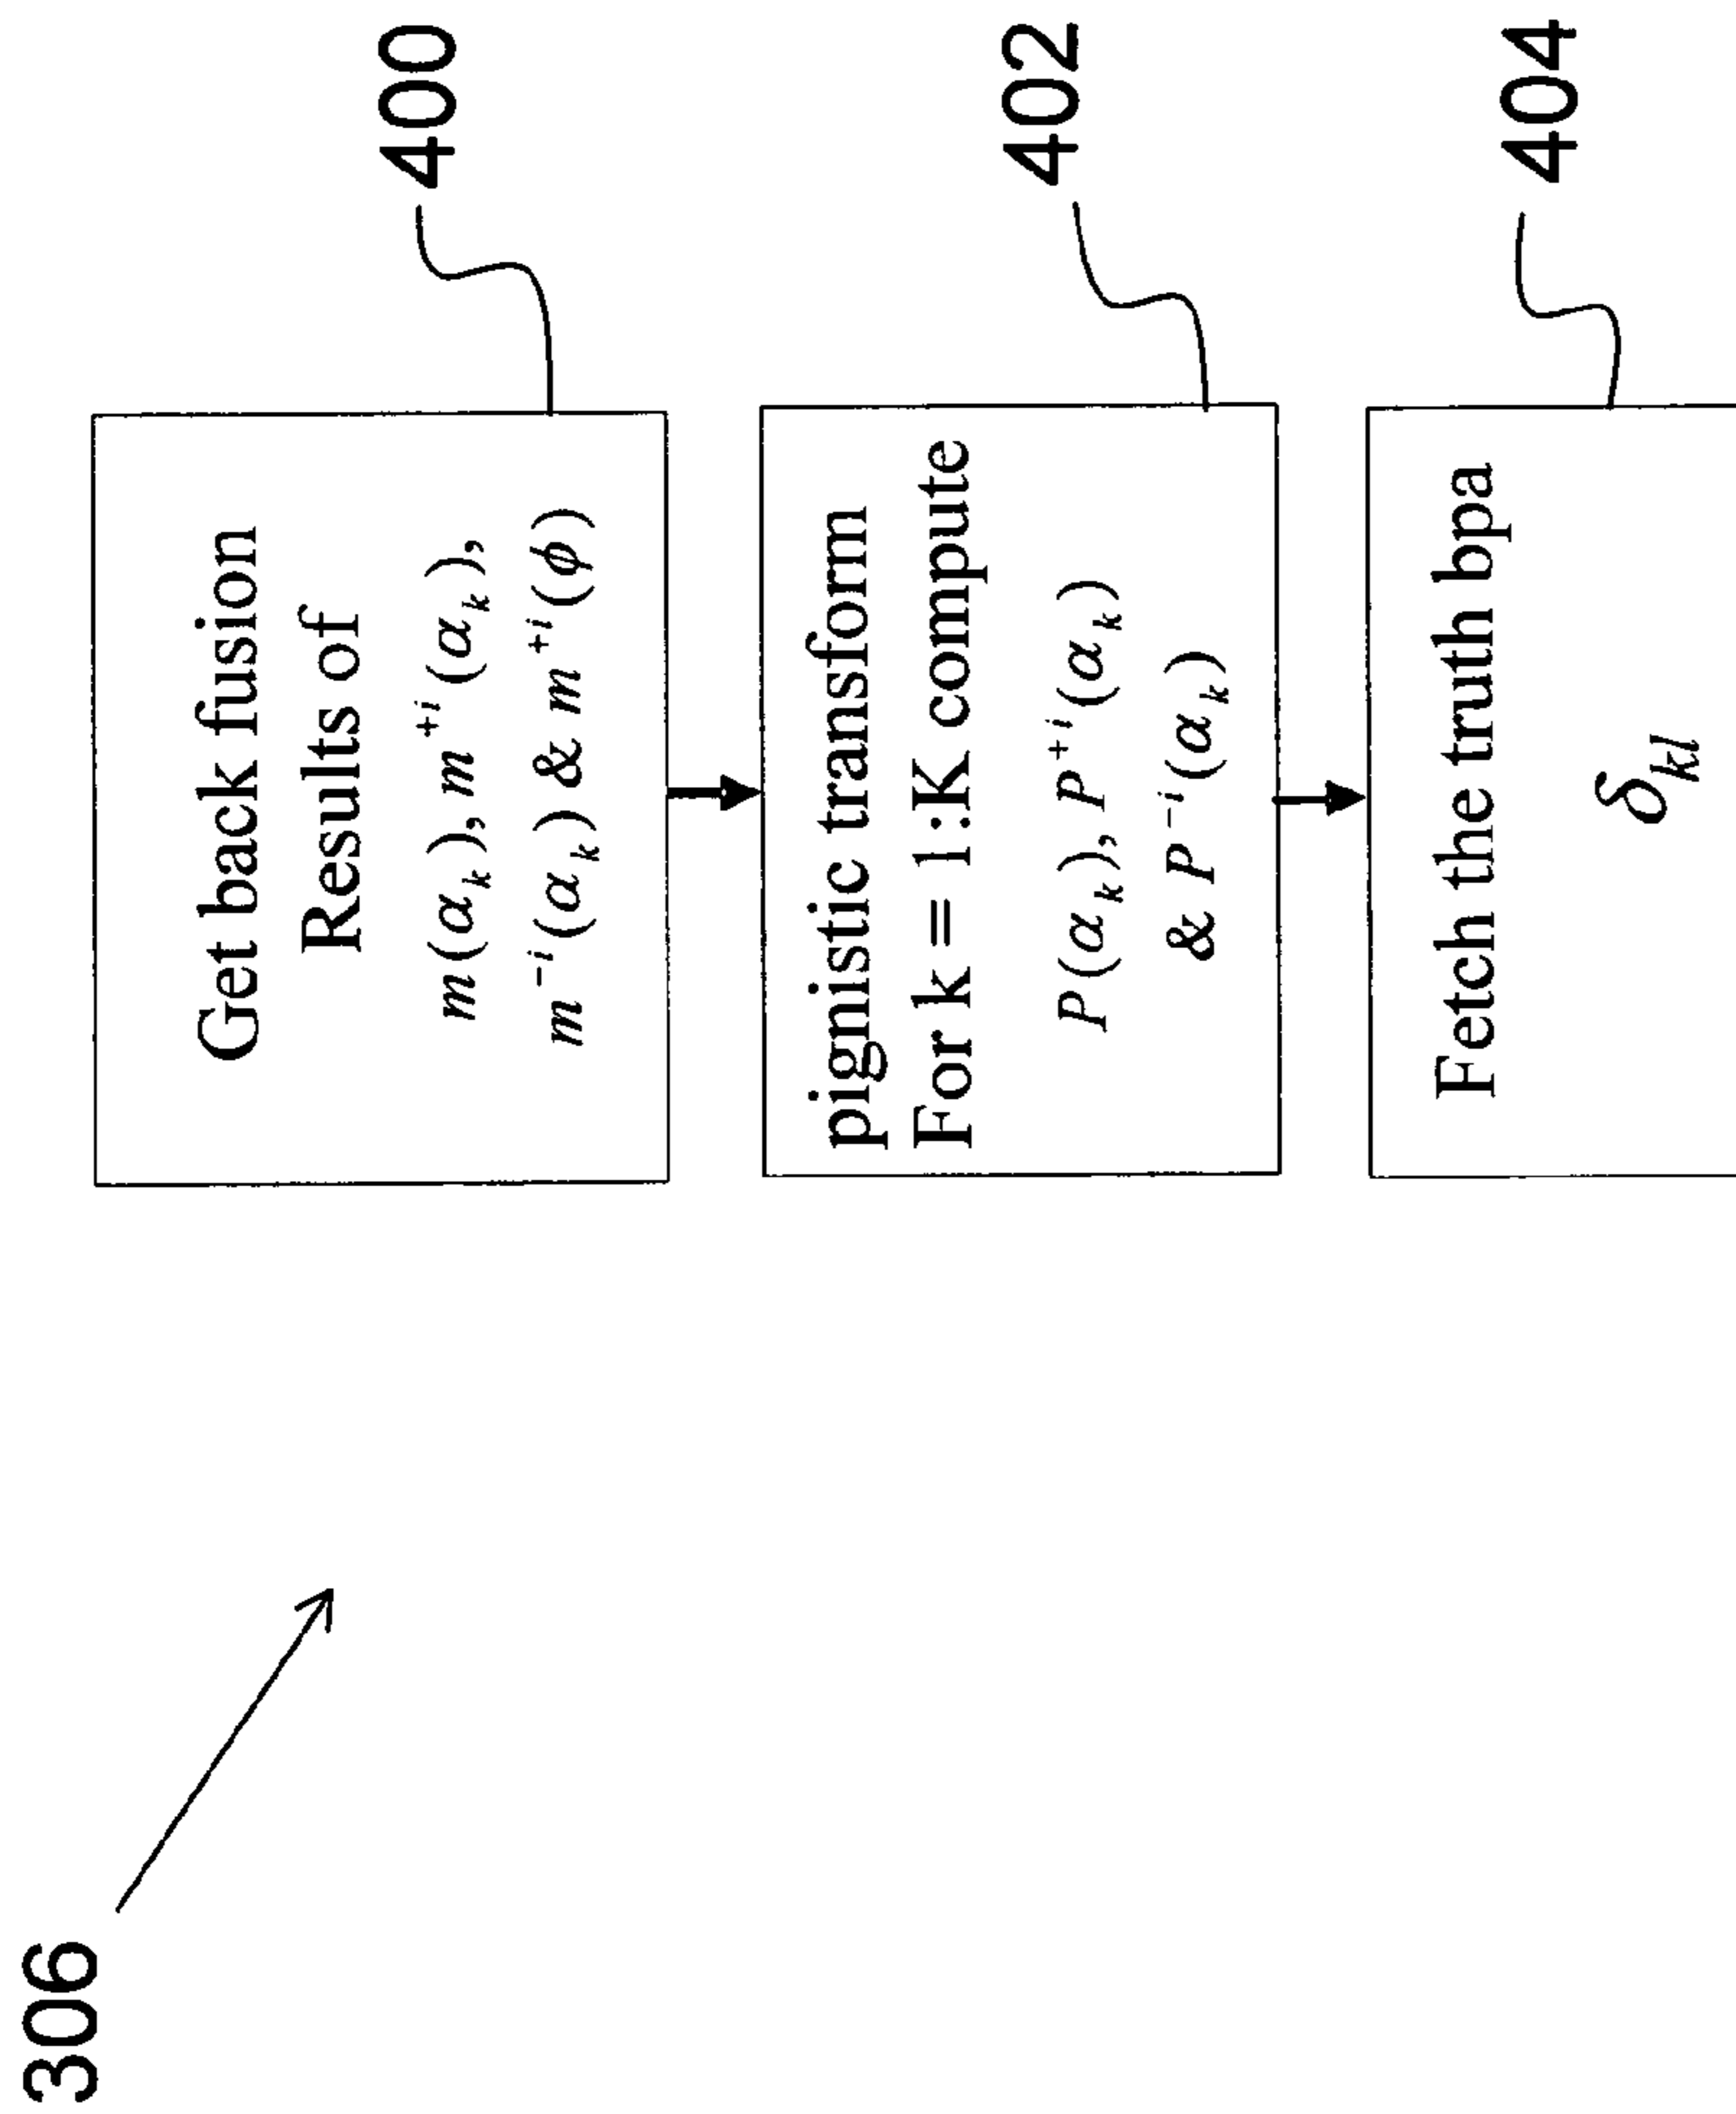 306
Get back fusion
Results of
m(α_k), m^{+i}(α_k),
m^{-i}(α_k) & m^{+i}(ϕ)
400
pignistic transform
For k = 1:K compute
P(α_k), P^{+i}(α_k)
& P^{-i}(α_k)
402
Fetch the truth bpa
δ_{kl}
404